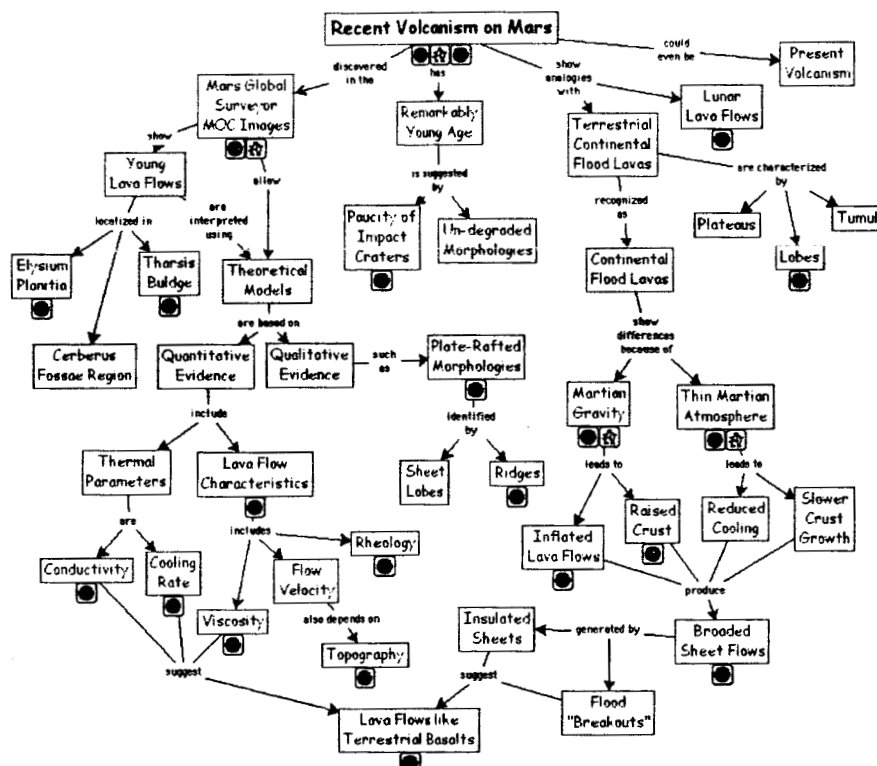 Recent Volcanism on Mars
could
even be
Present
Volcanism
discovered
in the
has
show
analogies
with
Mars Global
Surveyor
MOC Images
Remarkably
Young Age
Terrestrial
Continental
Flood Lavas
Lunar
Lava Flows
show
Young
Lava Flows
allow
is suggested
by
are characterized
by
localized in
are
interpreted
using
Paucity of
Impact
Craters
Un-degraded
Morphologies
recognized
as
Plateaus
Lobes
Tumuli
Elysium
Planitia
Tharsis
Buldge
Theoretical
Models
Continental
Flood Lavas
are based on
show
differences
because of
Cerberus
Fossae Region
Quantitative
Evidence
Qualitative
Evidence
such
as
Plate-Rafted
Morphologies
Martian
Gravity
Thin Martian
Atmosphere
include
identified
by
Thermal
Parameters
Lava Flow
Characteristics
Sheet
Lobes
Ridges
leads to
leads to
Inflated
Lava Flows
Raised
Crust
Reduced
Cooling
Slower
Crust
Growth
are
includes
Rheology
Conductivity
Cooling
Rate
Flow
Velocity
Viscosity
also depends on
Topography
produce
Insulated
Sheets
generated by
Broaded
Sheet Flows
suggest
suggest
Flood
"Breakouts"
Lava Flows like
Terrestrial Basalts